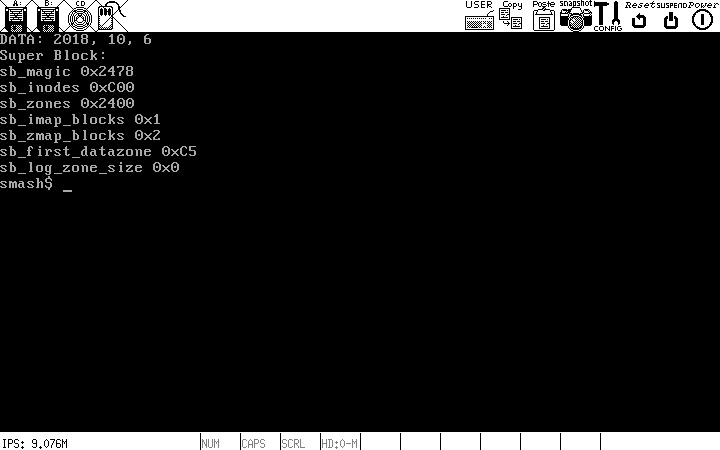 A: B: CD USER Copy Paste snapshot CONFIG Reset SUSPEND Power
DATA: 2018, 10, 6
Super Block:
sb_magic 0x2478
sb_inodes 0xC00
sb_zones 0x2400
sb_imap_blocks 0x1
sb_zmap_blocks 0x2
sb_first_datazone 0xC5
sb_log_zone_size 0x0
smash$ _
IPS: 9.076M NUM CAPS SCRL HD:0-M